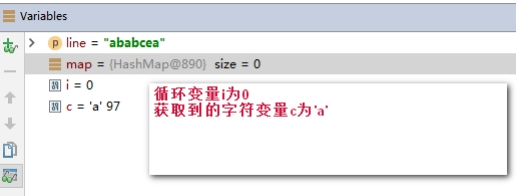 Variables
line = "ababcea"
map = {HashMap@890} size = 0
i = 0
c = 'a' 97
循环变量i为0
获取到的字符变量c为'a'